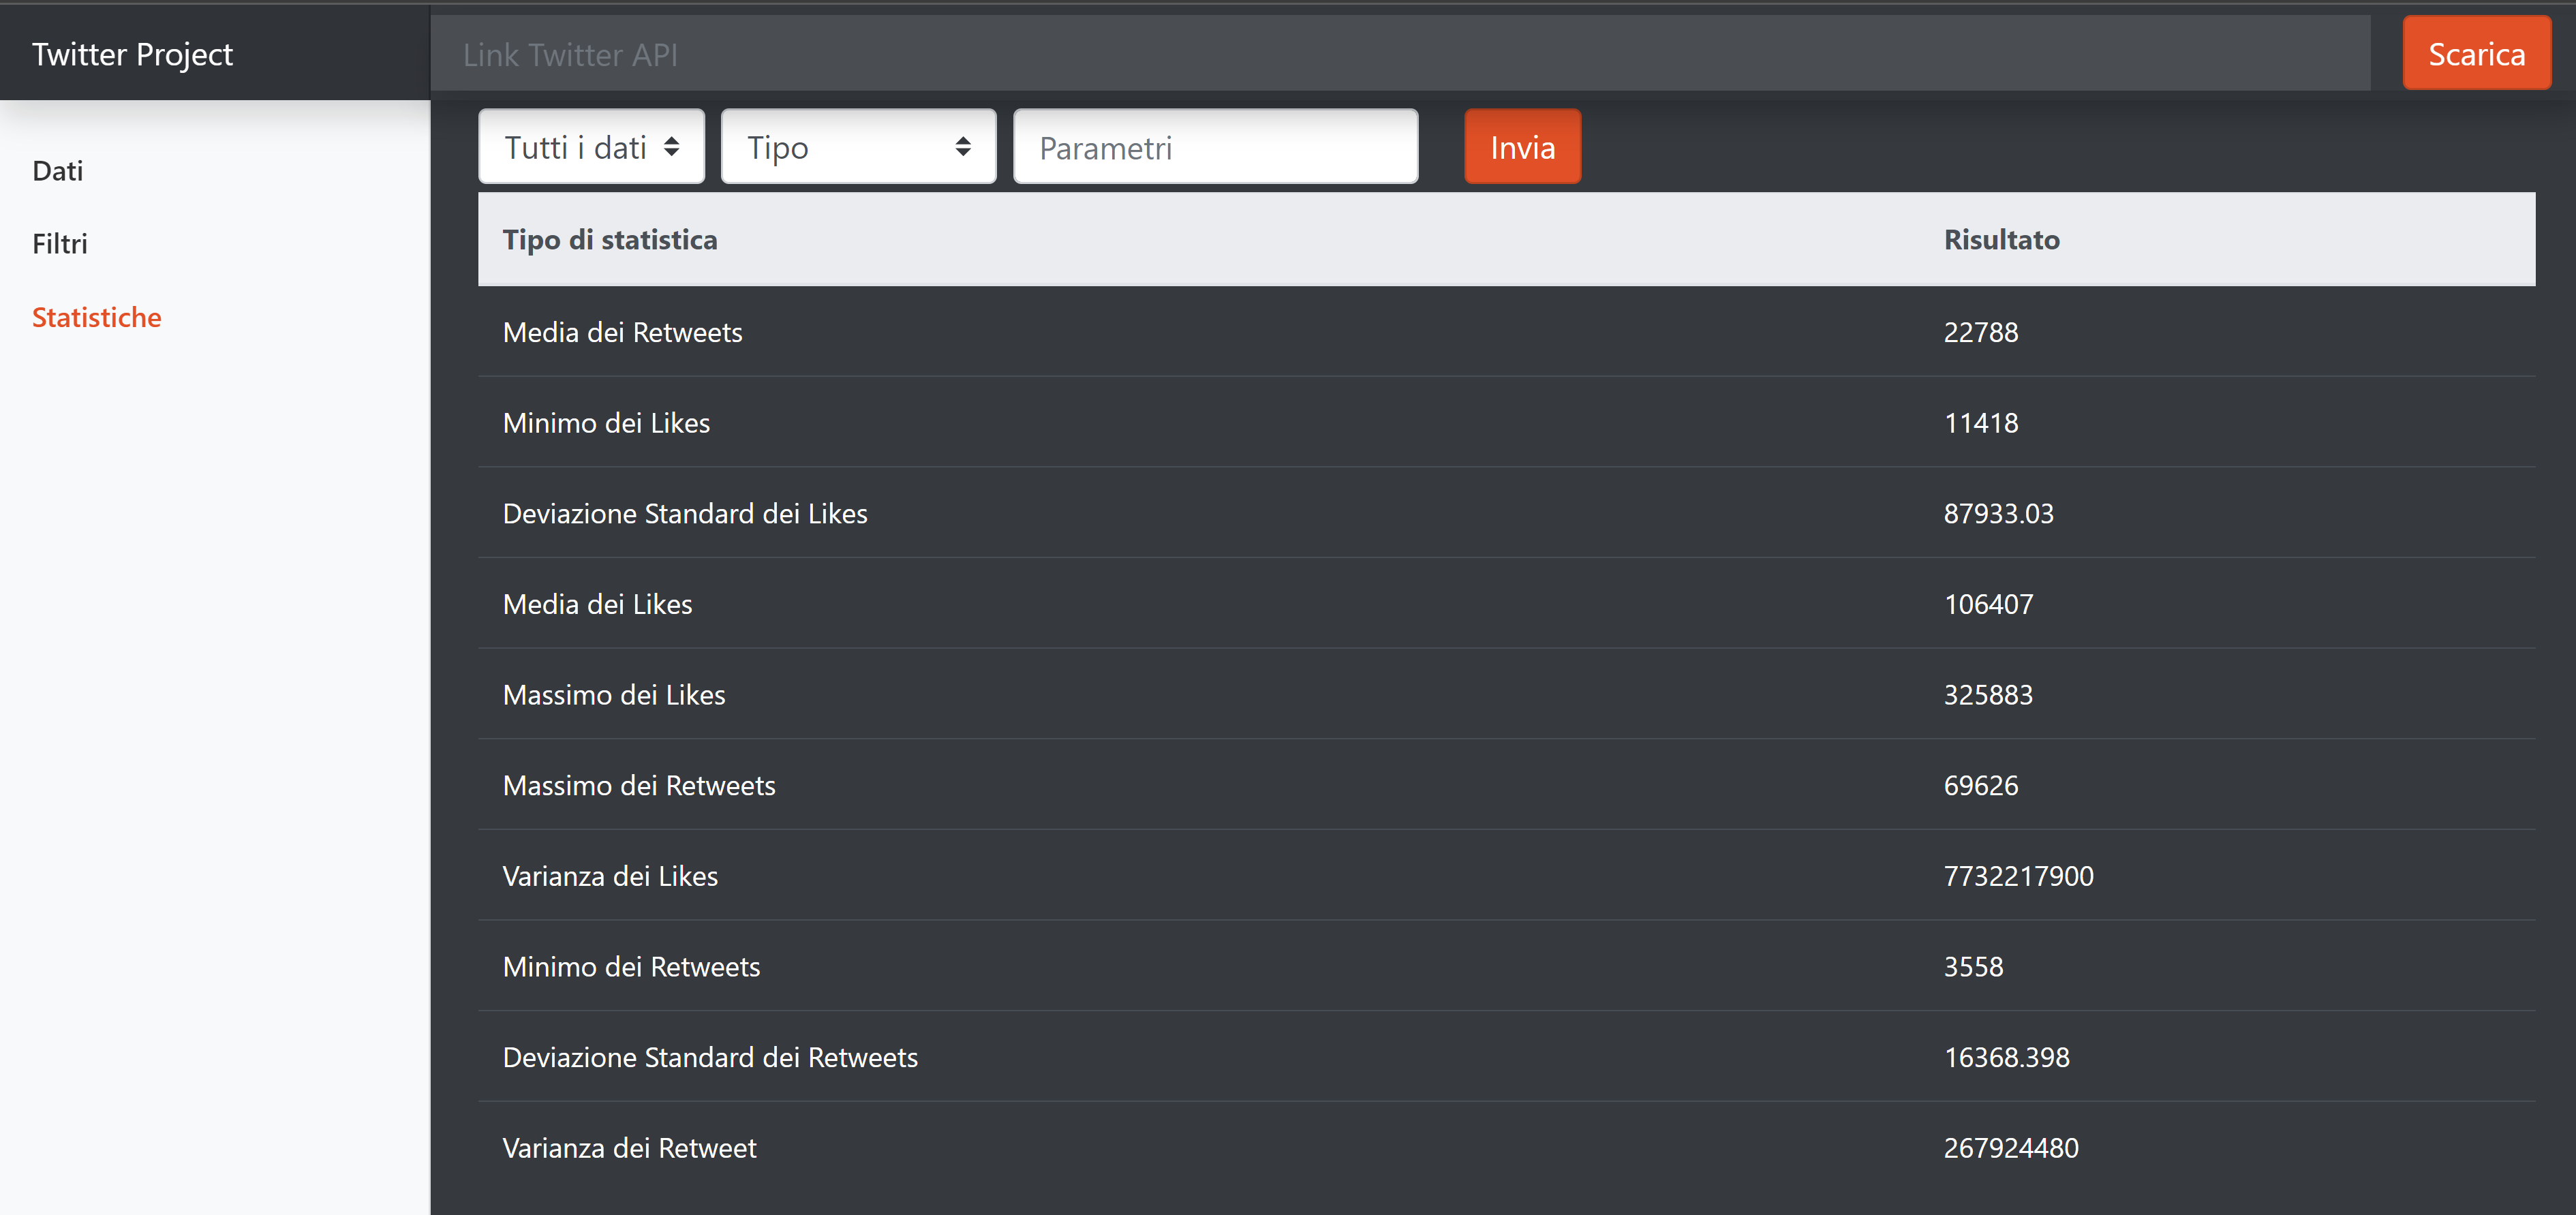 Twitter Project
Link Twitter API
Scarica
Dati
Filtri
Statistiche
Tutti i dati
Tipo
Parametri
Invia
Tipo di statistica Risultato
Media dei Retweets 22788
Minimo dei Likes 11418
Deviazione Standard dei Likes 87933.03
Media dei Likes 106407
Massimo dei Likes 325883
Massimo dei Retweets 69626
Varianza dei Likes 7732217900
Minimo dei Retweets 3558
Deviazione Standard dei Retweets 16368.398
Varianza dei Retweet 267924480